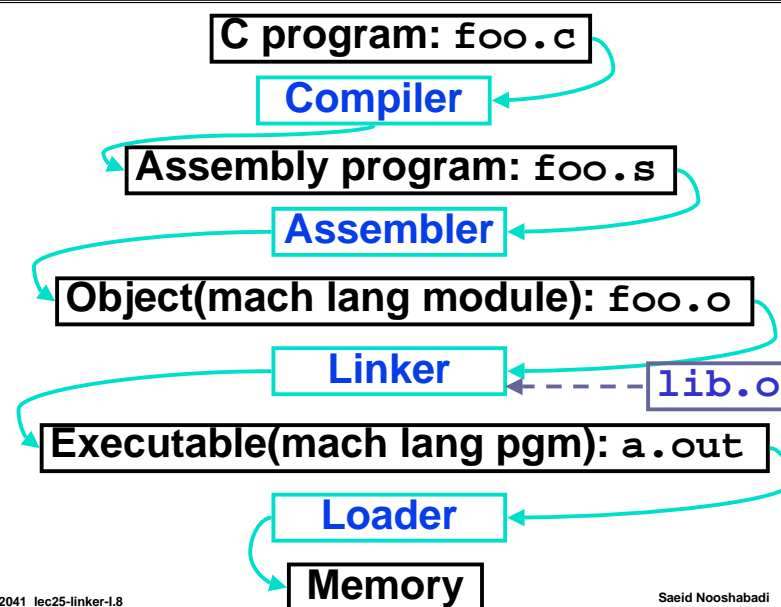 C program: foo.c
Compiler
Assembly program: foo.s
Assembler
Object(mach lang module): foo.o
Linker
lib.o
Executable(mach lang pgm): a.out
Loader
Memory
2041 lec25-linker-I.8
Saeid Nooshabadi